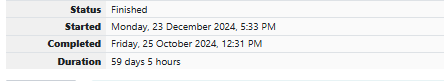 Status Finished
Started Monday, 23 December 2024, 5:33 PM
Completed Friday, 25 October 2024, 12:31 PM
Duration 59 days 5 hours